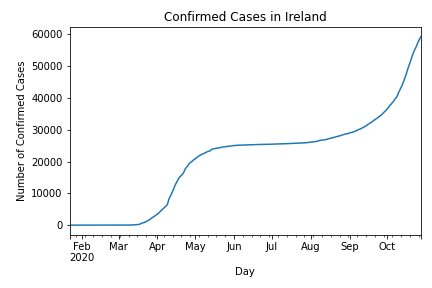 Confirmed Cases in Ireland
Number of Confirmed Cases
60000
50000
40000
30000
20000
10000
0
Feb Mar Apr May Jun Jul Aug Sep Oct
2020
Day